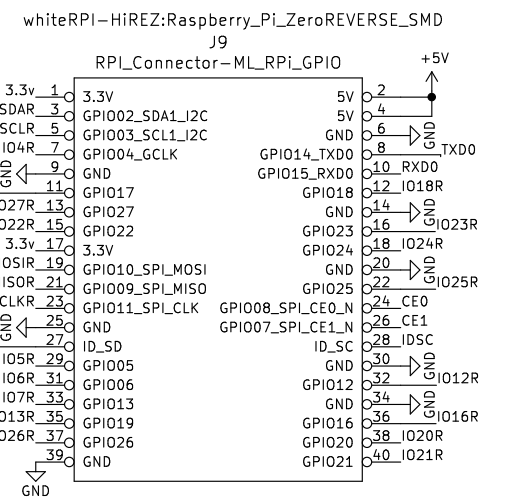 whiteRPI-HiREZ:Raspberry_Pi_ZeroREVERSE_SMD
J9
RPI_Connector-ML_RPi_GPIO
+5V
3.3v 1 3.3V 5V 2
SDAR 3 GPIO02_SDA1_I2C 5V 4
SCLR 5 GPIO03_SCL1_I2C GND 6 GND
IO4R 7 GPIO04_GCLK GPIO14_TXD0 8 TXD0
GND 9 GND GPIO15_RXD0 10 RXD0
11 GPIO17 GPIO18 12 IO18R
IO27R 13 GPIO27 GND 14 GND
IO22R 15 GPIO22 GPIO23 16 IO23R
3.3v 17 3.3V GPIO24 18 IO24R
OSIR 19 GPIO10_SPI_MOSI GND 20 GND
ISOR 21 GPIO09_SPI_MISO GPIO25 22 IO25R
CLKR 23 GPIO11_SPI_CLK GPIO08_SPI_CE0_N 24 CE0
GND 25 GND GPIO07_SPI_CE1_N 26 CE1
27 ID_SD ID_SC 28 IDSC
IO5R 29 GPIO05 GND 30 GND
IO6R 31 GPIO06 GPIO12 32 IO12R
IO7R 33 GPIO13 GND 34 GND
O13R 35 GPIO19 GPIO16 36 IO16R
O26R 37 GPIO26 GPIO20 38 IO20R
39 GND GPIO21 40 IO21R
GND